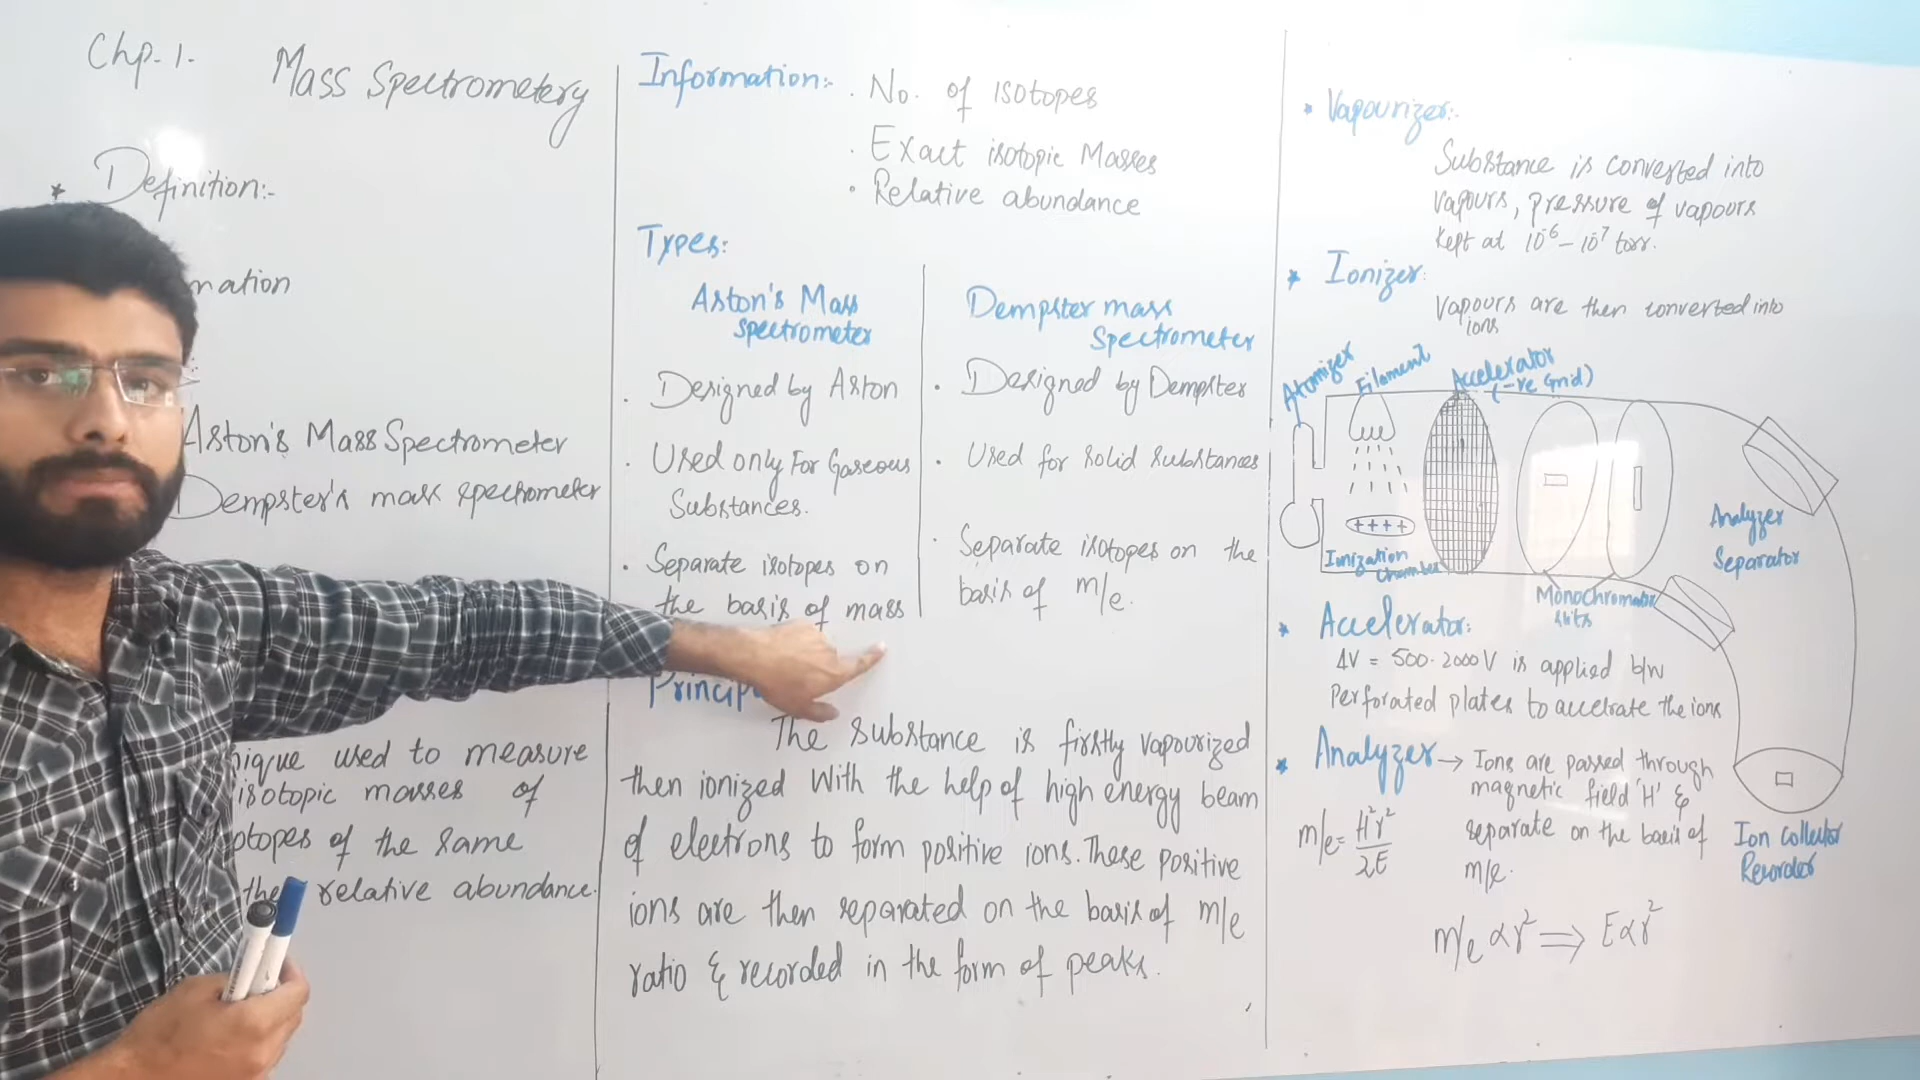 Chp. 1.
Mass Spectrometery
* Definition:-
mation
Aston's Mass Spectrometer
Dempster's mass spectrometer
nique used to measure
isotopic masses of
otopes of the same
the relative abundance.
Information:-
. No. of isotopes
. Exact isotopic Masses
. Relative abundance
Types:
Aston's Mass
spectrometer
. Designed by Aston
. Used only For Gaseous
Substances.
. Separate isotopes on
the basis of mass
Dempster mass
Spectrometer
. Designed by Dempster
. Used for solid substances
. Separate isotopes on the
basis of m/e.
Princip
The substance is firstly vapourized
then ionized With the help of high energy beam
of electrons to form positive ions. These positive
ions are then separated on the basis of m/e
ratio & recorded in the form of peaks.
* Vapourizer:-
Substance is converted into
vapours, pressure of vapours
kept at 10⁻⁶ - 10⁻⁷ torr.
* Ionizer:
Vapours are then converted into
ions
Atomizer
Filament
Accelerator
(-ve Grid)
++++
Ionization
Chamber
Monochromator
slits
Analyzer
Separator
Ion collector
Recorder
* Accelerator:
ΔV = 500-2000V is applied b/w
Perforated plates to accelrate the ions
* Analyzer → Ions are passed through
magnetic field 'H' &
separate on the basis of
m/e.
m/e = H²r²/2E
m/e ∝ r² ⇒ E ∝ r²